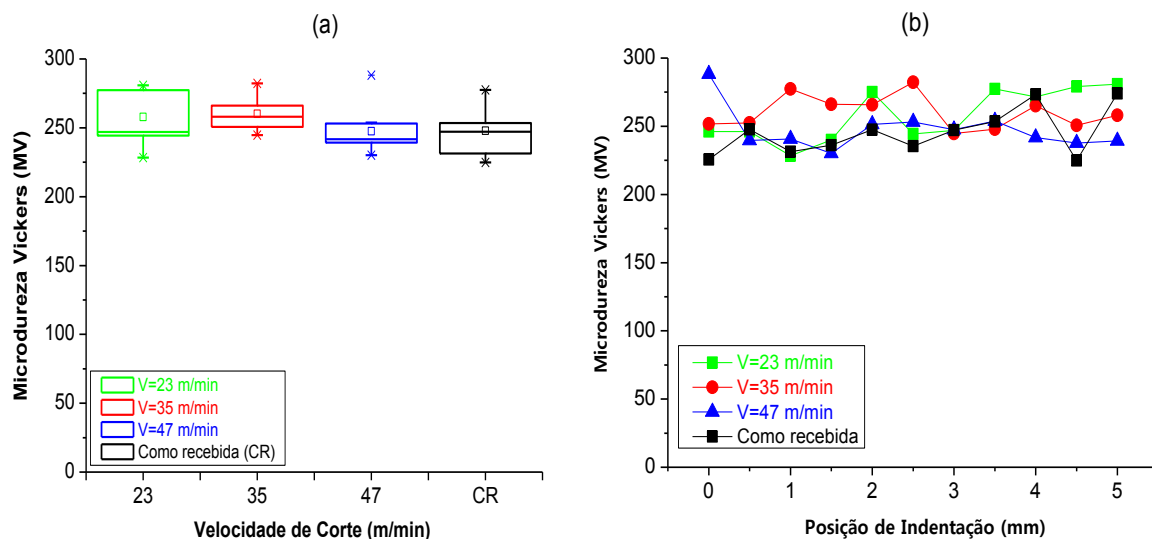 (a)
Microdureza Vickers (MV)
300
250
200
150
100
50
0
V=23 m/min
V=35 m/min
V=47 m/min
Como recebida (CR)
23 35 47 CR
Velocidade de Corte (m/min)
(b)
Microdureza Vickers (MV)
300
250
200
150
100
50
0
V=23 m/min
V=35 m/min
V=47 m/min
Como recebida
0 1 2 3 4 5
Posição de Indentação (mm)